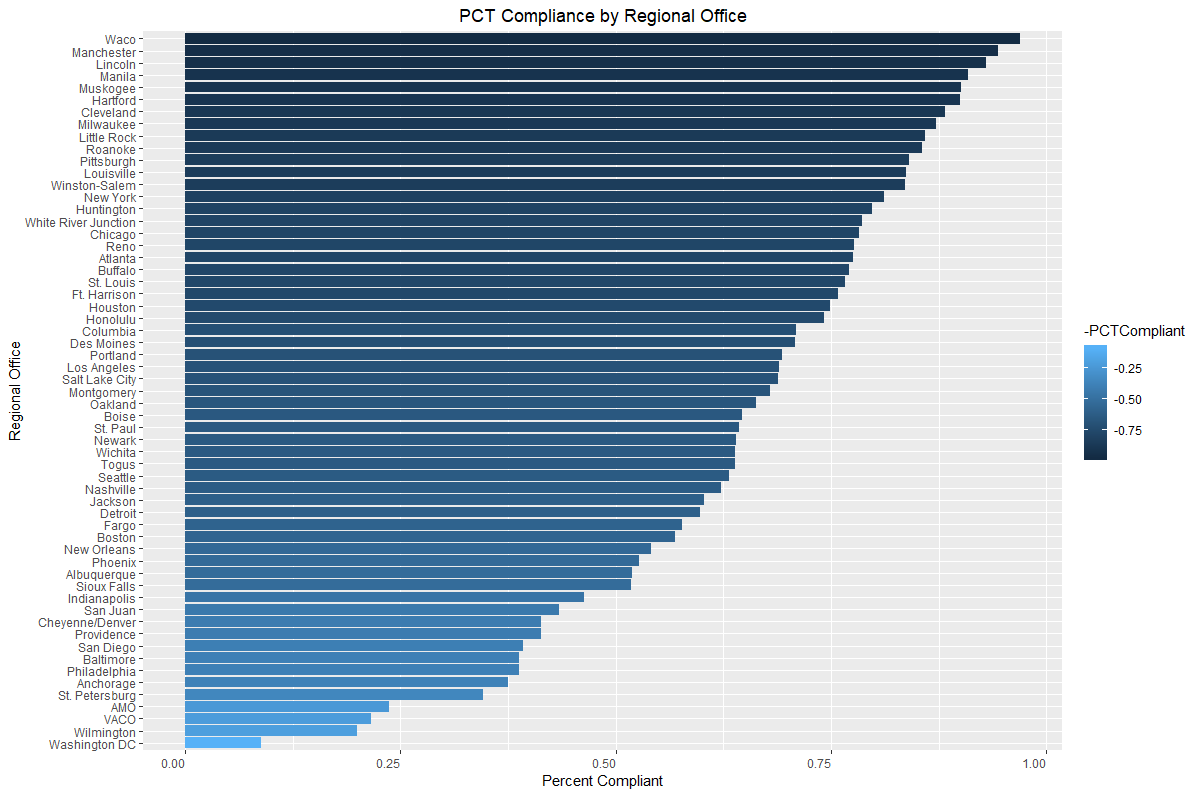 PCT Compliance by Regional Office
Regional Office
Waco
Manchester
Lincoln
Manila
Muskogee
Hartford
Cleveland
Milwaukee
Little Rock
Roanoke
Pittsburgh
Louisville
Winston-Salem
New York
Huntington
White River Junction
Chicago
Reno
Atlanta
Buffalo
St. Louis
Ft. Harrison
Houston
Honolulu
Columbia
Des Moines
Portland
Los Angeles
Salt Lake City
Montgomery
Oakland
Boise
St. Paul
Newark
Wichita
Togus
Seattle
Nashville
Jackson
Detroit
Fargo
Boston
New Orleans
Phoenix
Albuquerque
Sioux Falls
Indianapolis
San Juan
Cheyenne/Denver
Providence
San Diego
Baltimore
Philadelphia
Anchorage
St. Petersburg
AMO
VACO
Wilmington
Washington DC
0.00 0.25 0.50 0.75 1.00
Percent Compliant
-PCTCompliant
-0.25
-0.50
-0.75